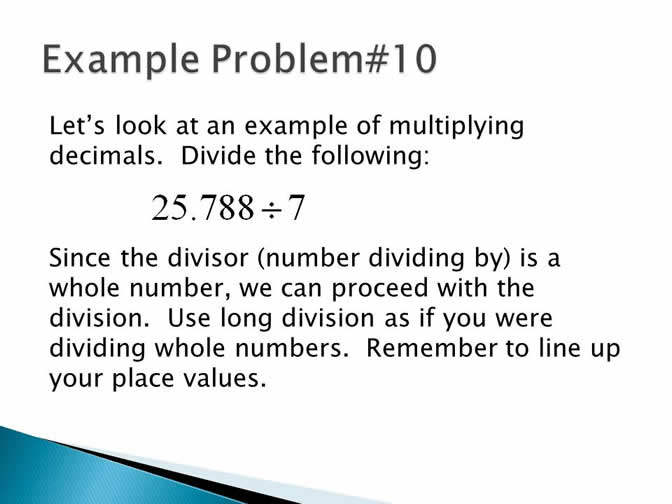 Example Problem#10
Let's look at an example of multiplying
decimals.  Divide the following:
25.788 ÷ 7
Since the divisor (number dividing by) is a
whole number, we can proceed with the
division.  Use long division as if you were
dividing whole numbers.  Remember to line up
your place values.